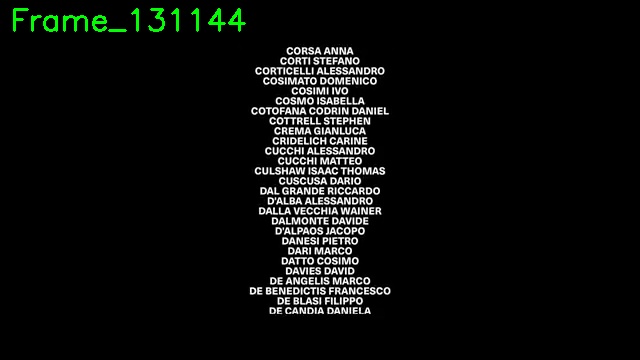 Frame_131144
CORSA ANNA
CORTI STEFANO
CORTICELLI ALESSANDRO
COSIMATO DOMENICO
COSIMI IVO
COSMO ISABELLA
COTOFANA CODRIN DANIEL
COTTRELL STEPHEN
CREMA GIANLUCA
CRIDELICH CARINE
CUCCHI ALESSANDRO
CUCCHI MATTEO
CULSHAW ISAAC THOMAS
CUSCUSA DARIO
DAL GRANDE RICCARDO
D'ALBA ALESSANDRO
DALLA VECCHIA WAINER
DALMONTE DAVIDE
D'ALPAOS JACOPO
DANESI PIETRO
DARI MARCO
DATTO COSIMO
DAVIES DAVID
DE ANGELIS MARCO
DE BENEDICTIS FRANCESCO
DE BLASI FILIPPO
DE CANDIA DANIELA